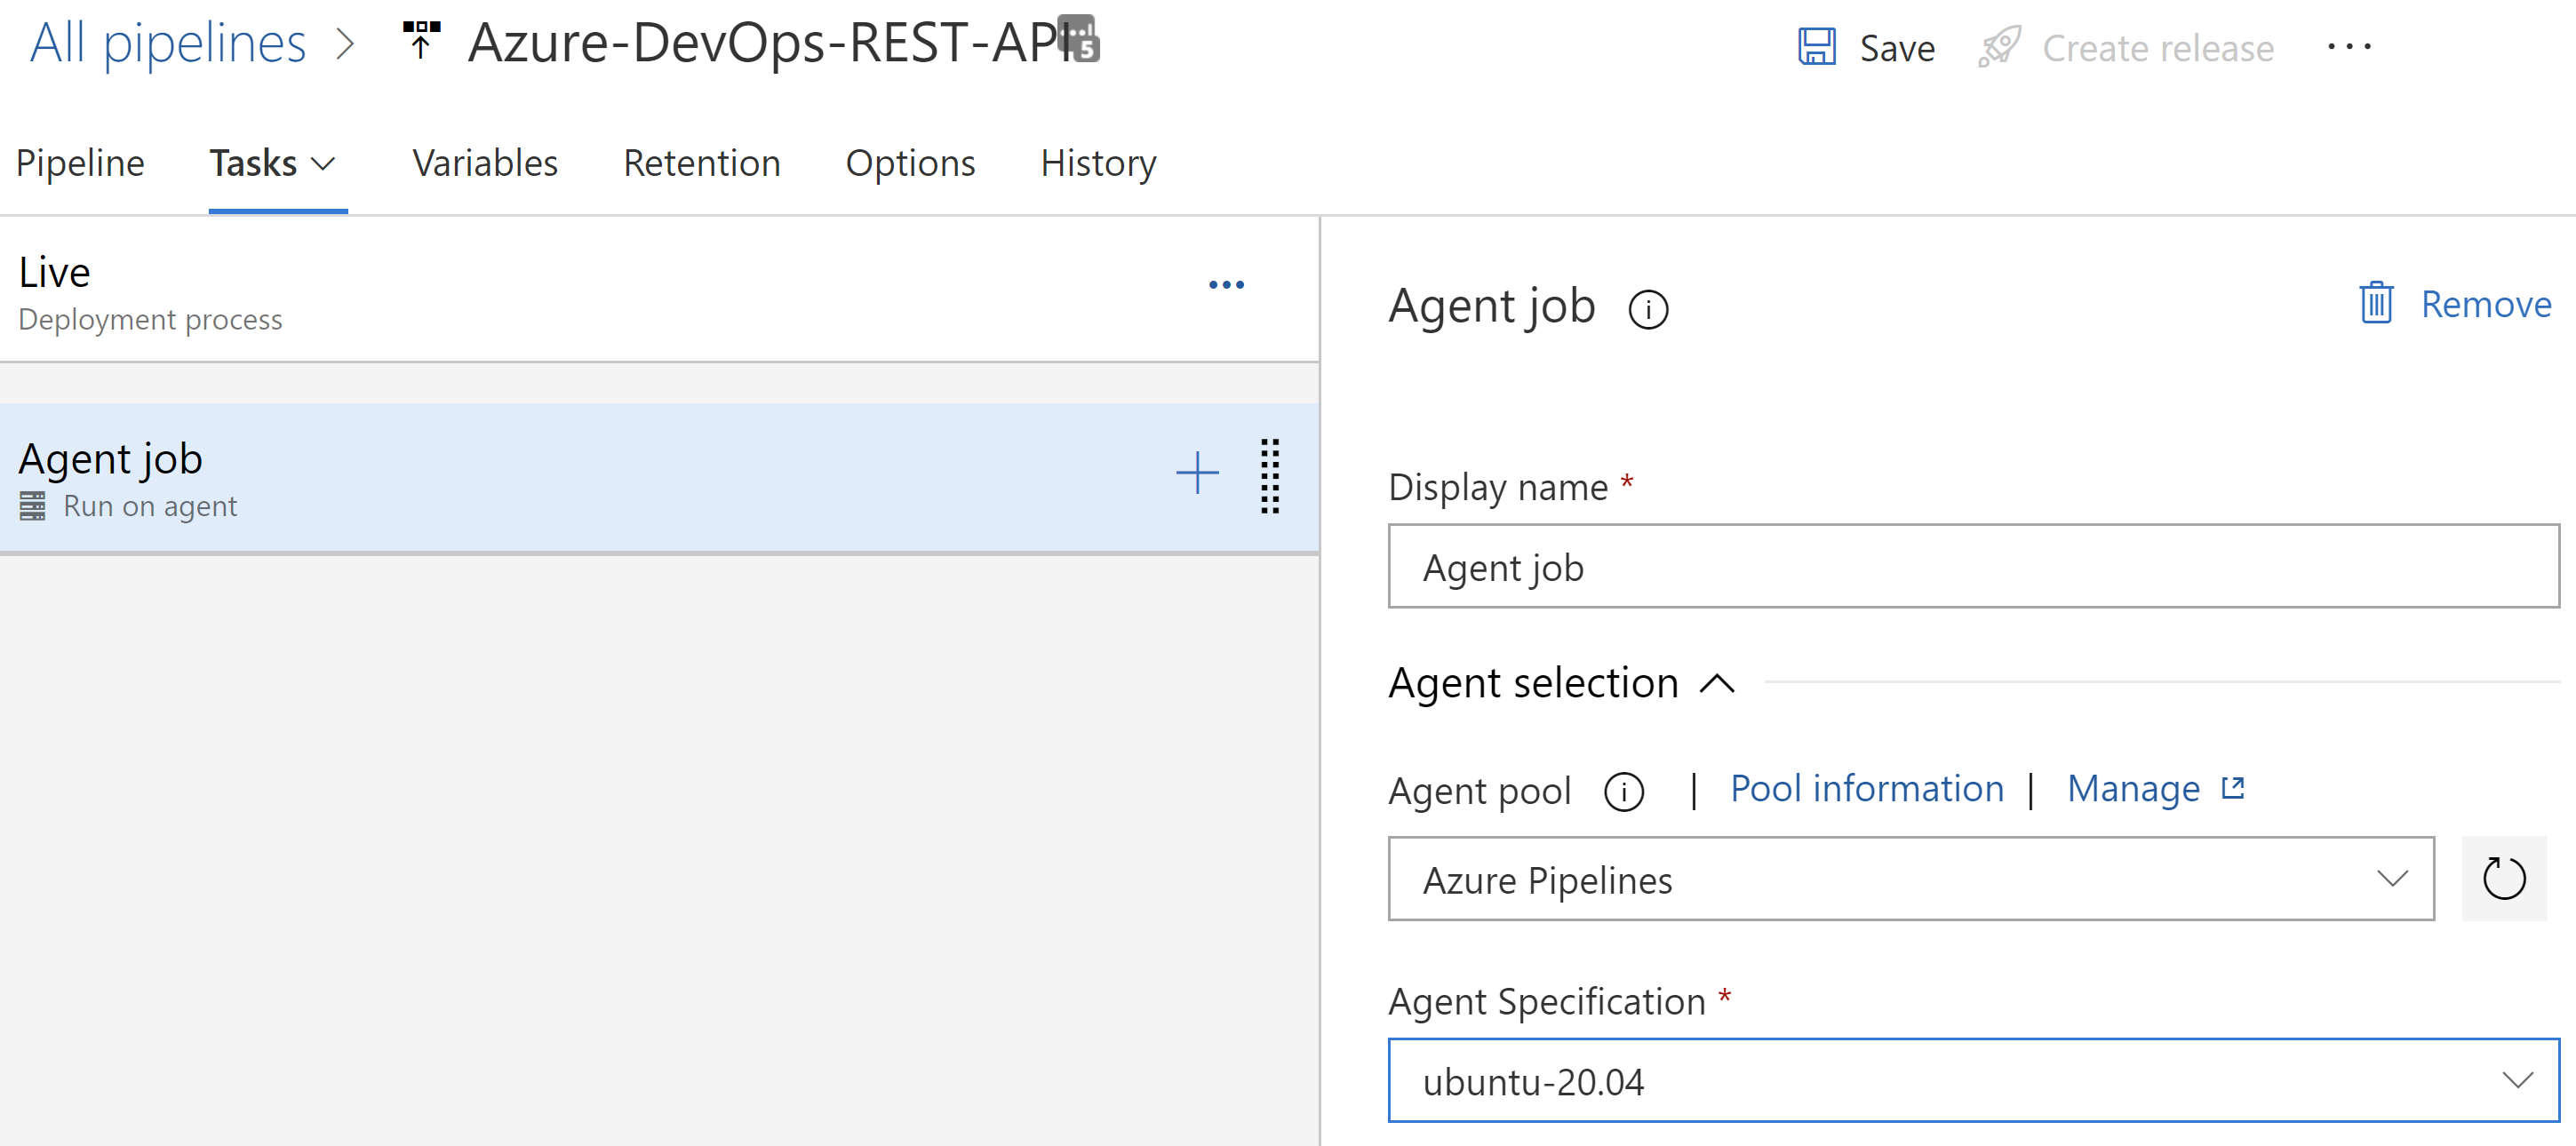 All pipelines > Azure-DevOps-REST-API 5
Save Create release ...
Pipeline Tasks Variables Retention Options History
Live
Deployment process
Agent job
Run on agent
Agent job i
Remove
Display name *
Agent job
Agent selection
Agent pool i | Pool information | Manage
Azure Pipelines
Agent Specification *
ubuntu-20.04